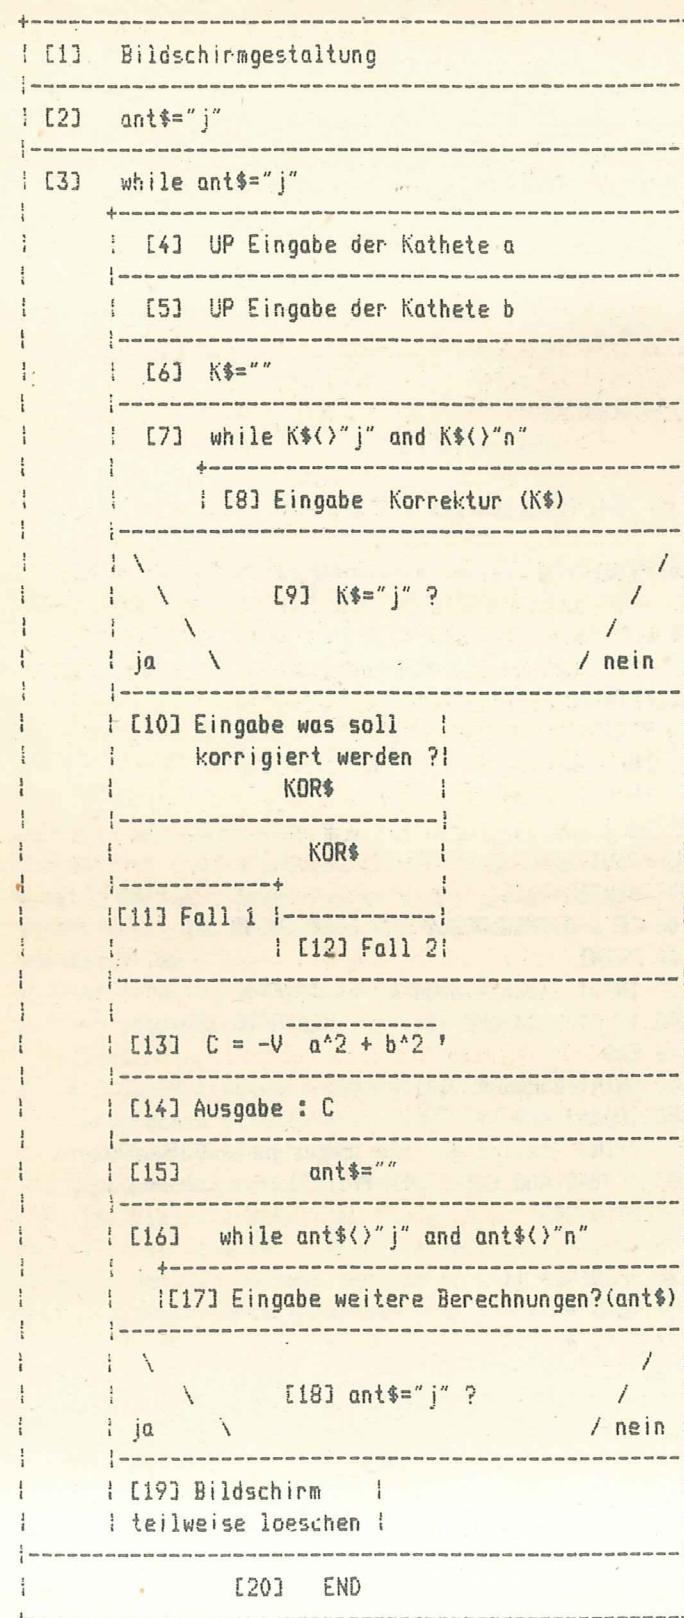 [1] Bildschirmgestaltung
[2] ant$="j"
[3] while ant$="j"
[4] UP Eingabe der Kathete a
[5] UP Eingabe der Kathete b
[6] K$=""
[7] while K$<>"j" and K$<>"n"
[8] Eingabe Korrektur (K$)
[9] K$="j" ?
ja nein
[10] Eingabe was soll
korrigiert werden ?
KOR$
KOR$
[11] Fall 1
[12] Fall 2
[13] C = -V a^2 + b^2 '
[14] Ausgabe : C
[15] ant$=""
[16] while ant$<>"j" and ant$<>"n"
[17] Eingabe weitere Berechnungen?(ant$)
[18] ant$="j" ?
ja nein
[19] Bildschirm
teilweise loeschen
[20] END